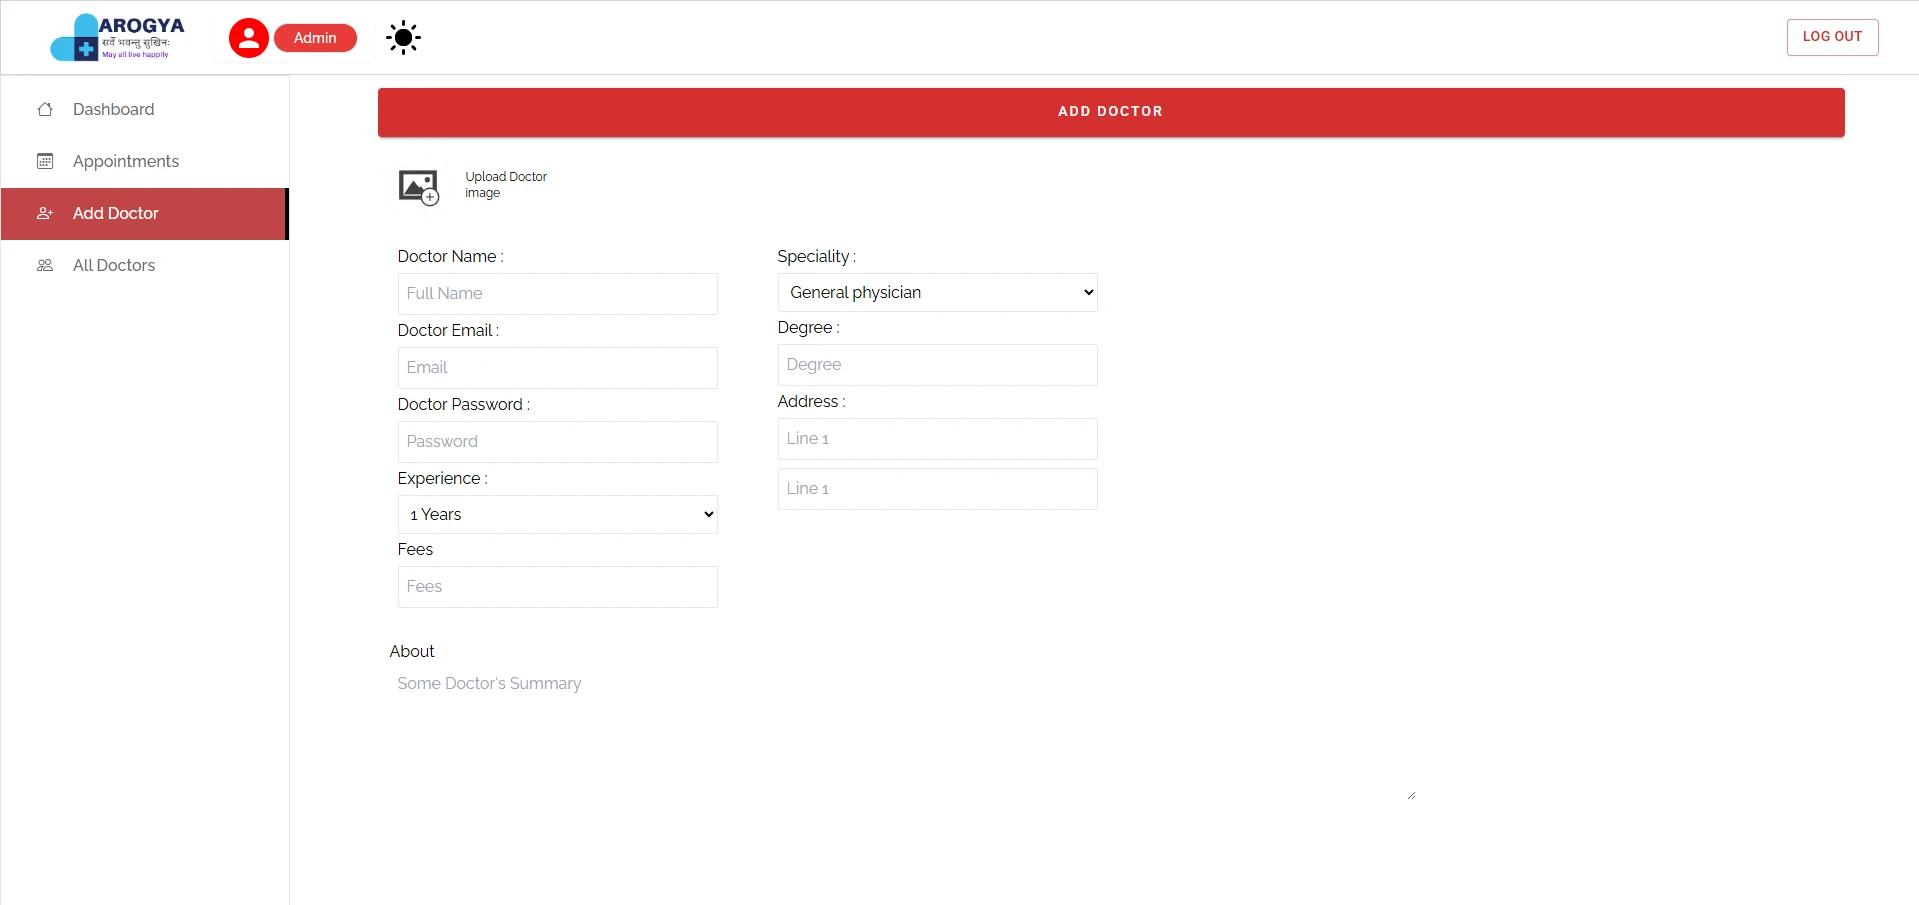 AROGYA
सर्वे भवन्तु सुखिनः
May all live happily
Admin
LOG OUT
Dashboard
Appointments
Add Doctor
All Doctors
ADD DOCTOR
Upload Doctor
image
Doctor Name :
Full Name
Doctor Email :
Email
Doctor Password :
Password
Experience :
1 Years
Fees
Fees
Speciality :
General physician
Degree :
Degree
Address :
Line 1
Line 1
About
Some Doctor's Summary